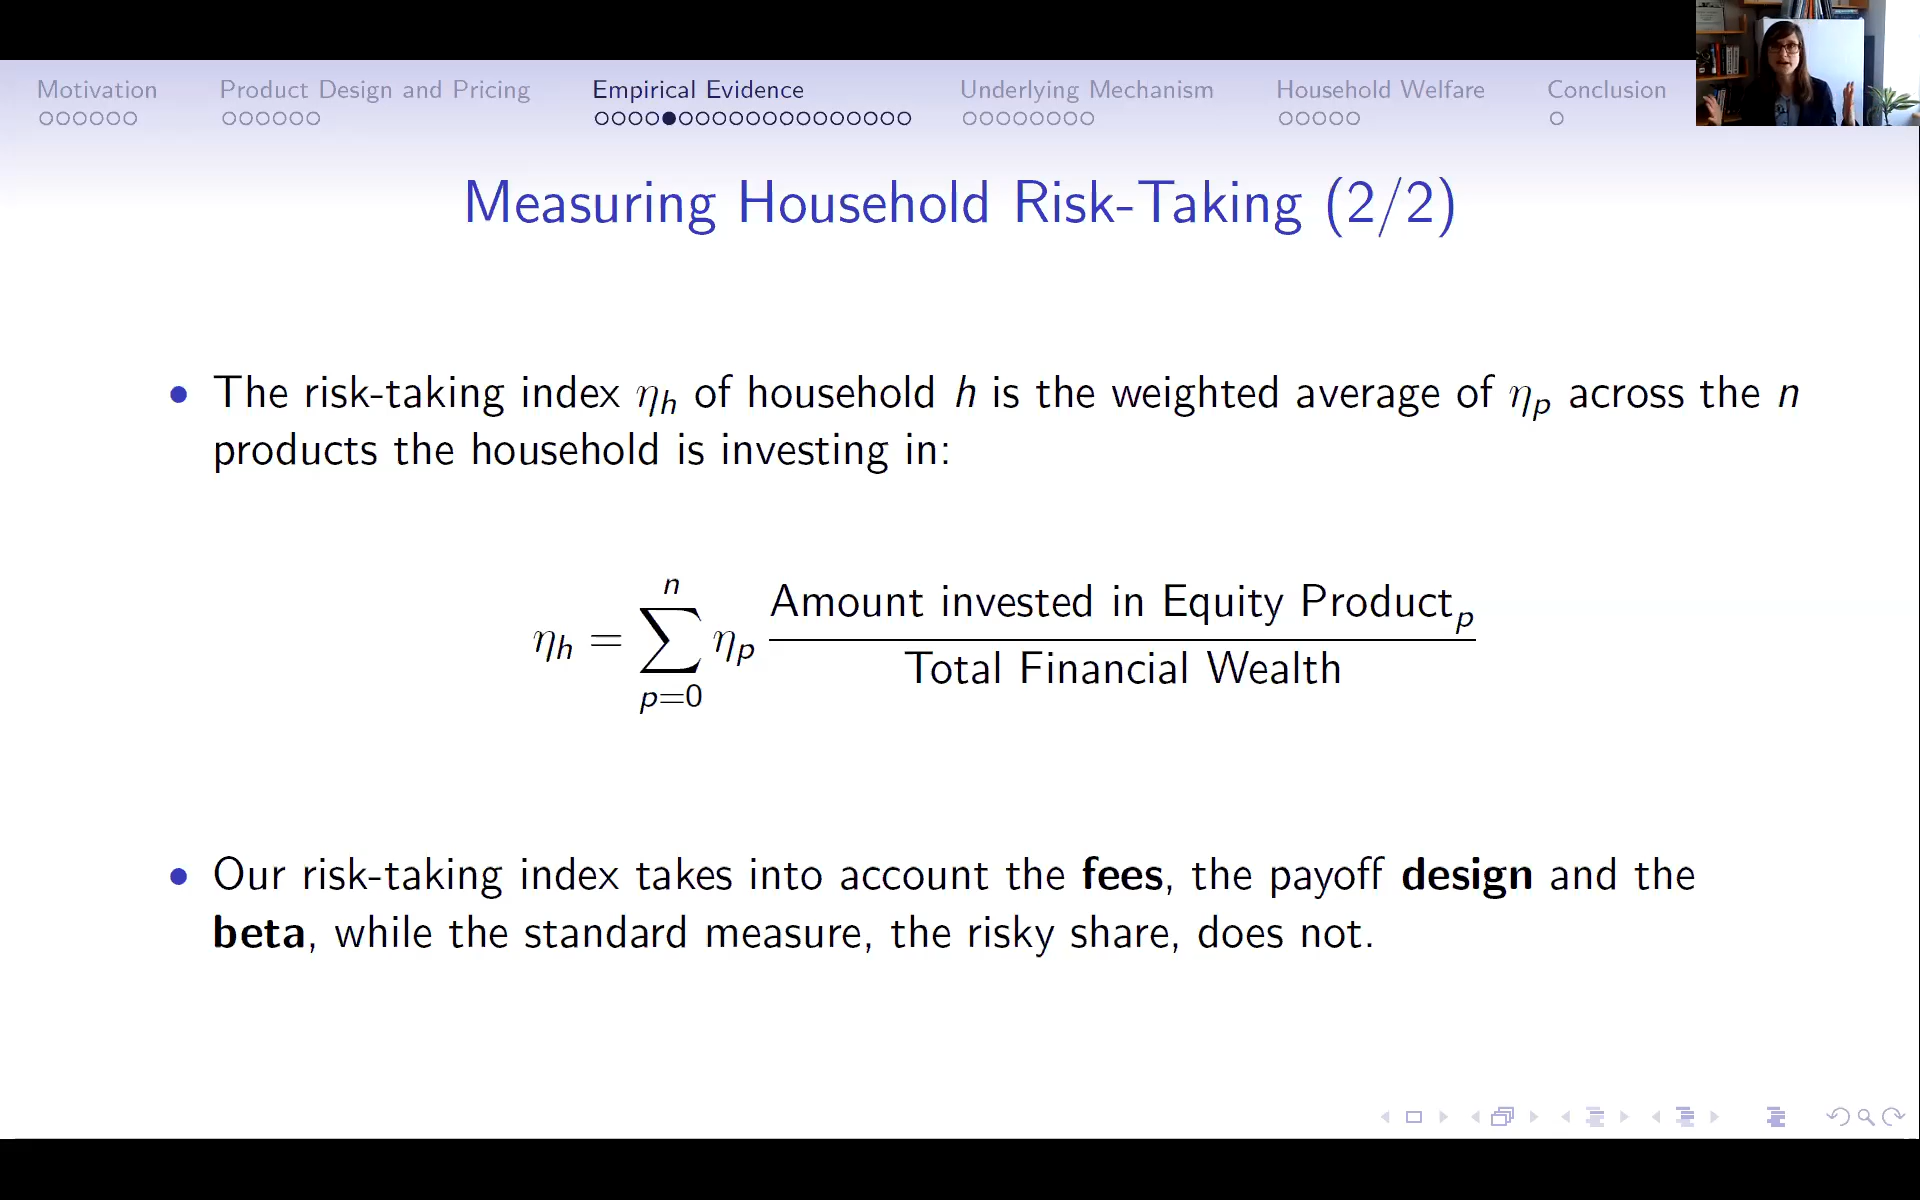 Motivation
Product Design and Pricing
Empirical Evidence
Underlying Mechanism
Household Welfare
Conclusion
Measuring Household Risk-Taking (2/2)
• The risk-taking index ηh of household h is the weighted average of ηp across the n
products the household is investing in:
ηh = ∑_{p=0}^{n} ηp (Amount invested in Equity Product_p / Total Financial Wealth)
• Our risk-taking index takes into account the fees, the payoff design and the
beta, while the standard measure, the risky share, does not.